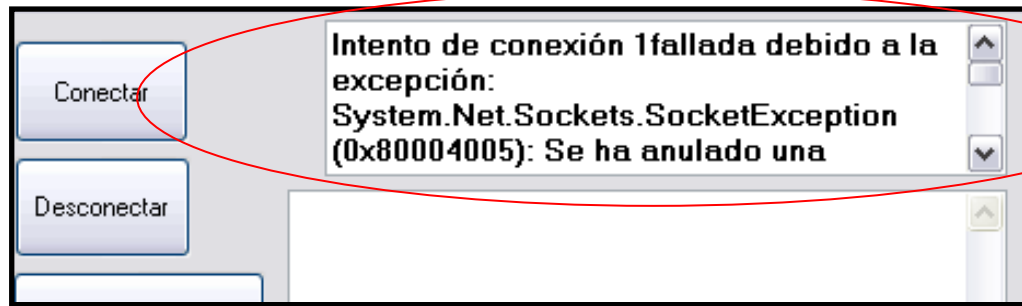 Conectar
Desconectar
Intento de conexión 1fallada debido a la
excepción:
System.Net.Sockets.SocketException
(0x80004005): Se ha anulado una